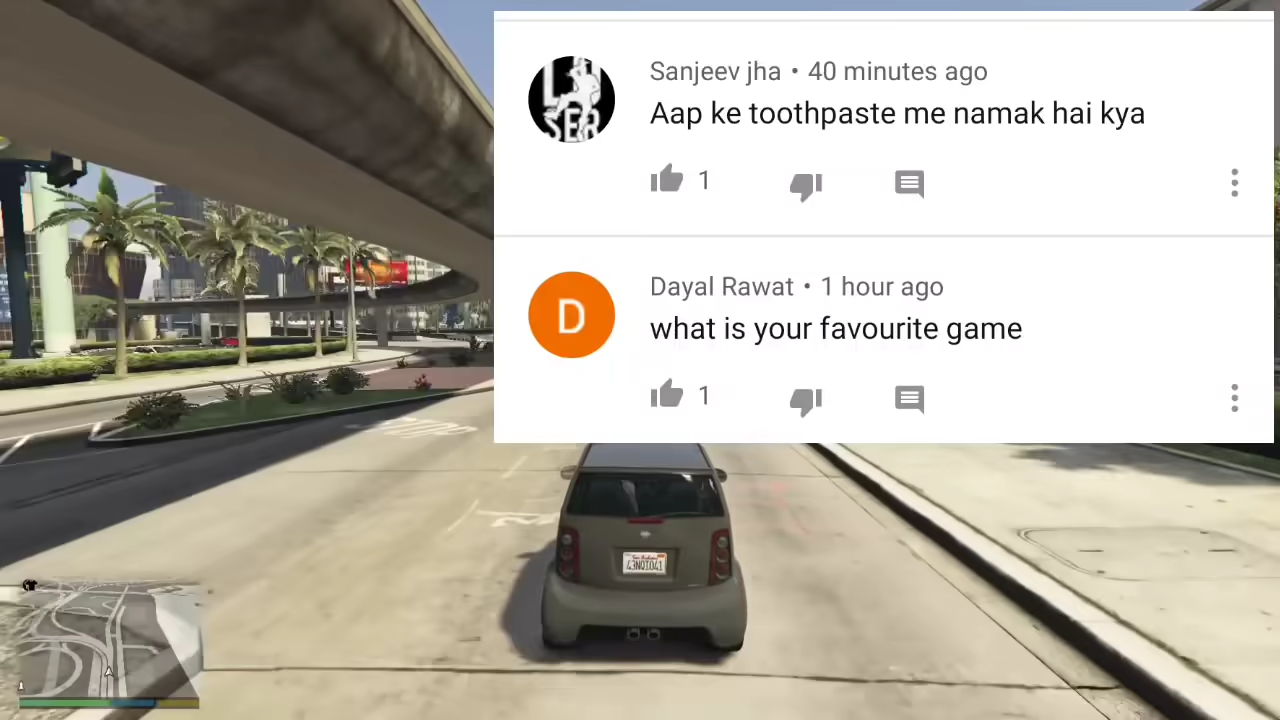 Sanjeev jha • 40 minutes ago
Aap ke toothpaste me namak hai kya
1
D
Dayal Rawat • 1 hour ago
what is your favourite game
1